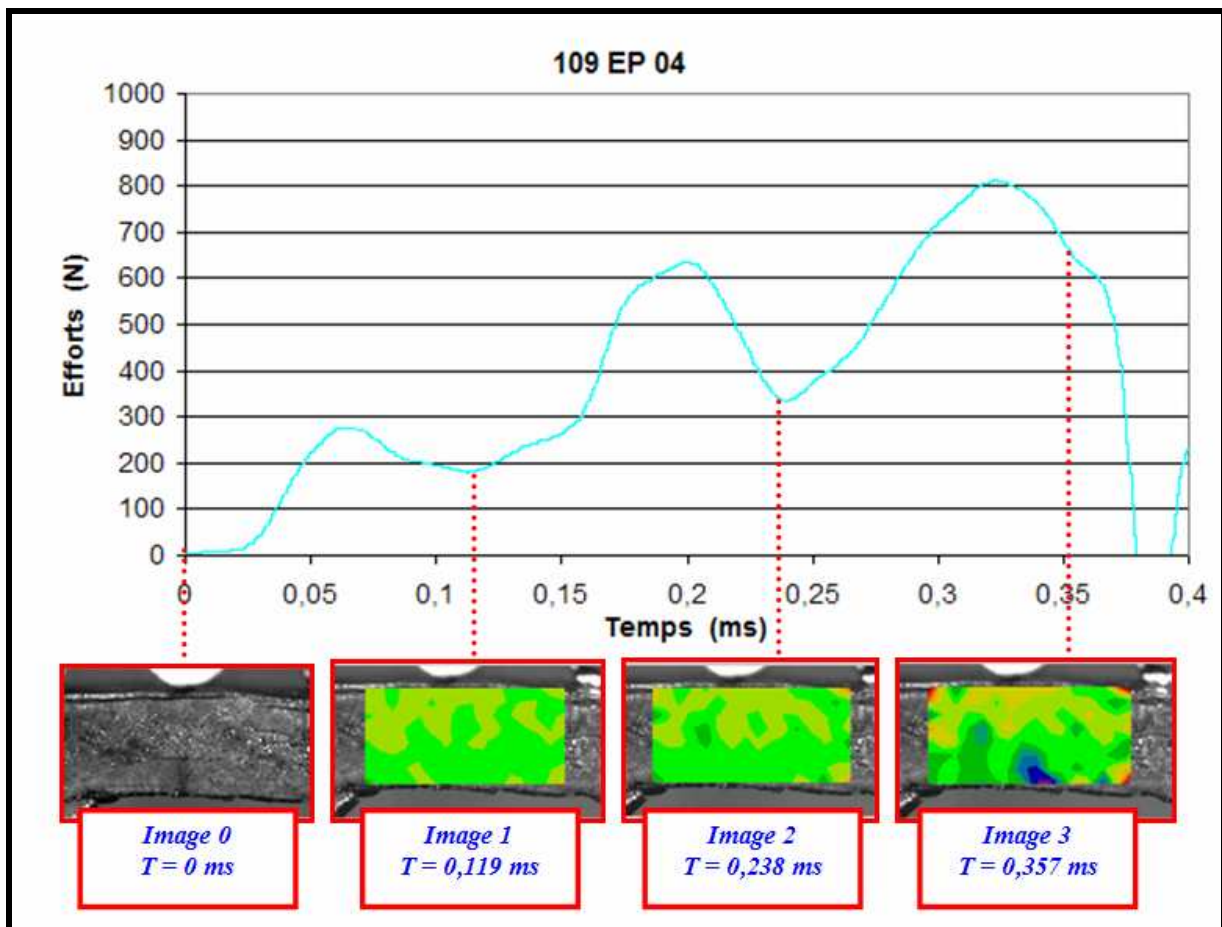 109 EP 04
1000
900
800
700
600
500
400
300
200
100
0
Efforts (N)
0 0,05 0,1 0,15 0,2 0,25 0,3 0,35 0,4
Temps (ms)
Image 0
T = 0 ms
Image 1
T = 0,119 ms
Image 2
T = 0,238 ms
Image 3
T = 0,357 ms